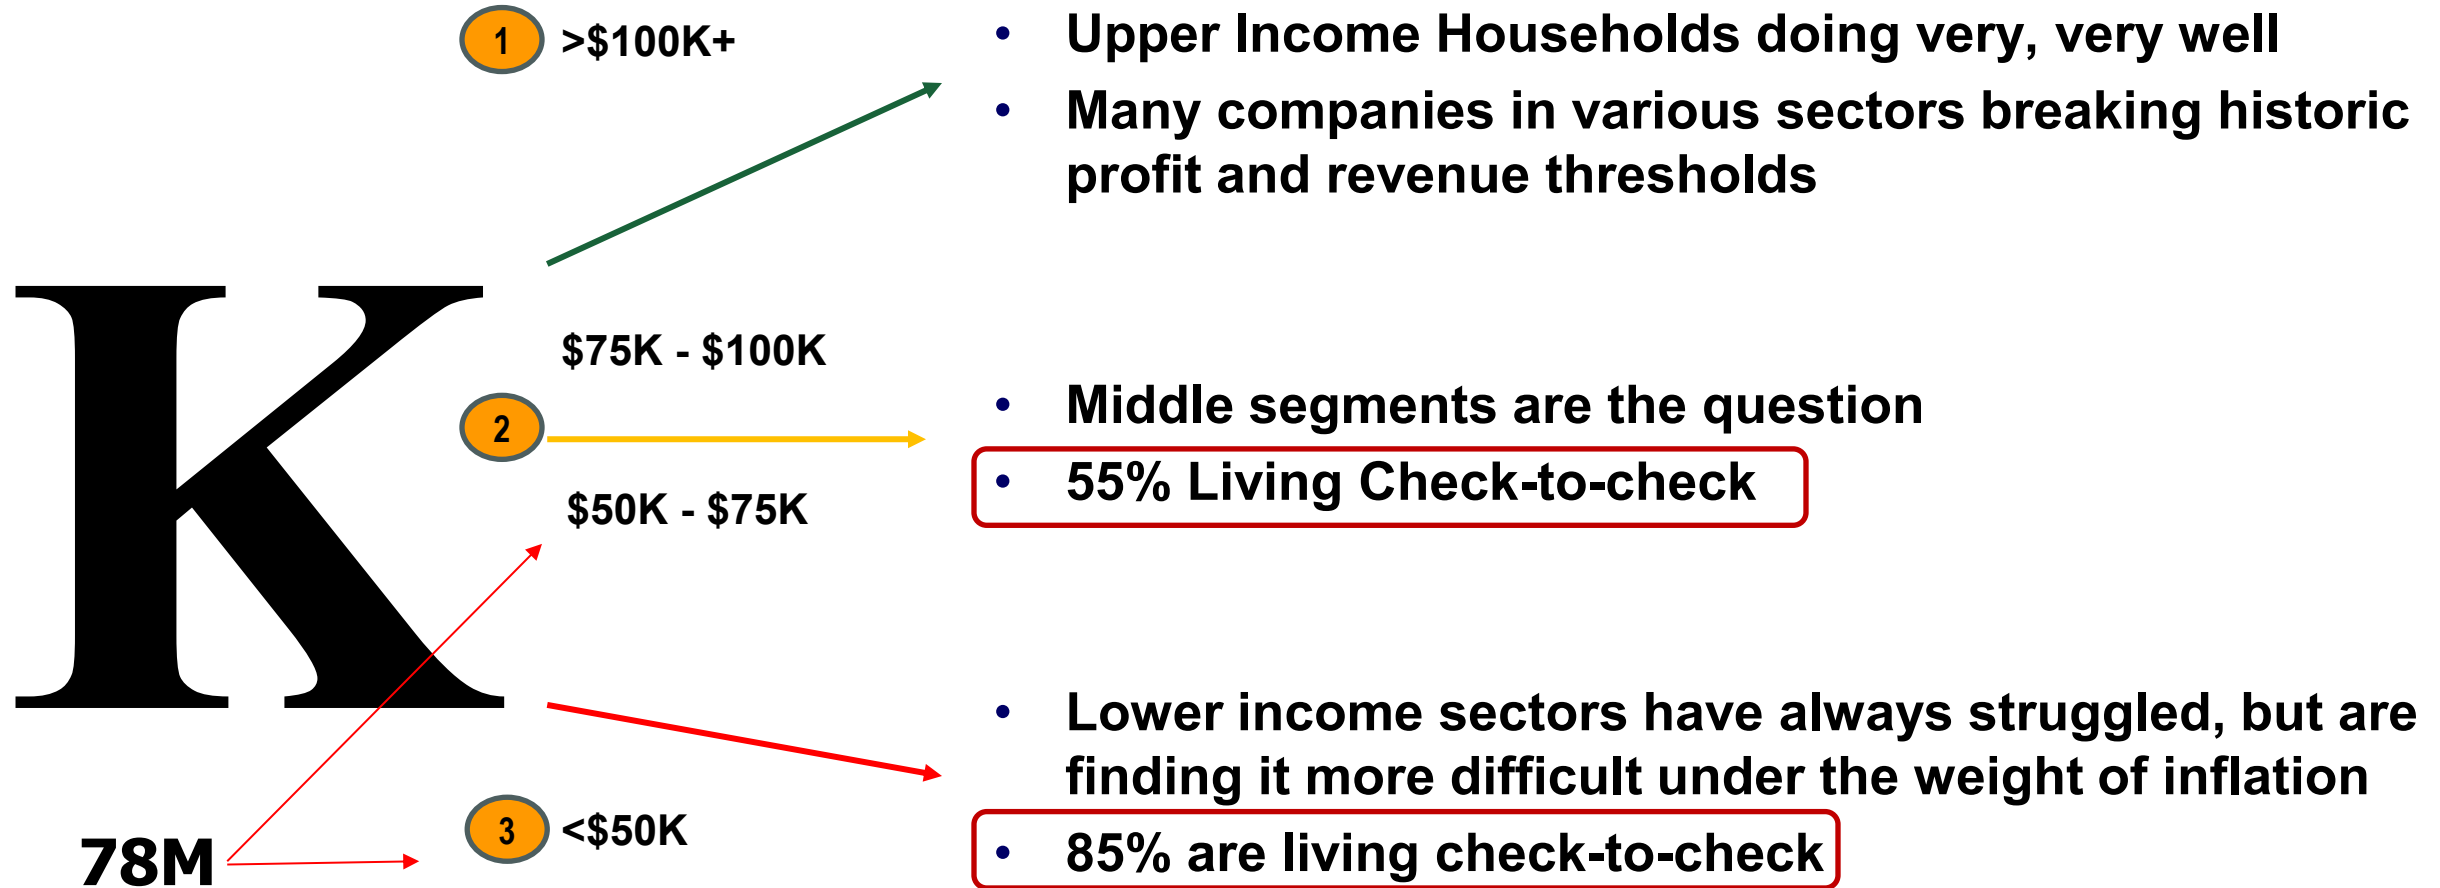 1 >$100K+
• Upper Income Households doing very, very well
• Many companies in various sectors breaking historic
profit and revenue thresholds
K
$75K - $100K
2
$50K - $75K
• Middle segments are the question
• 55% Living Check-to-check
• Lower income sectors have always struggled, but are
finding it more difficult under the weight of inflation
• 85% are living check-to-check
3 <$50K
78M